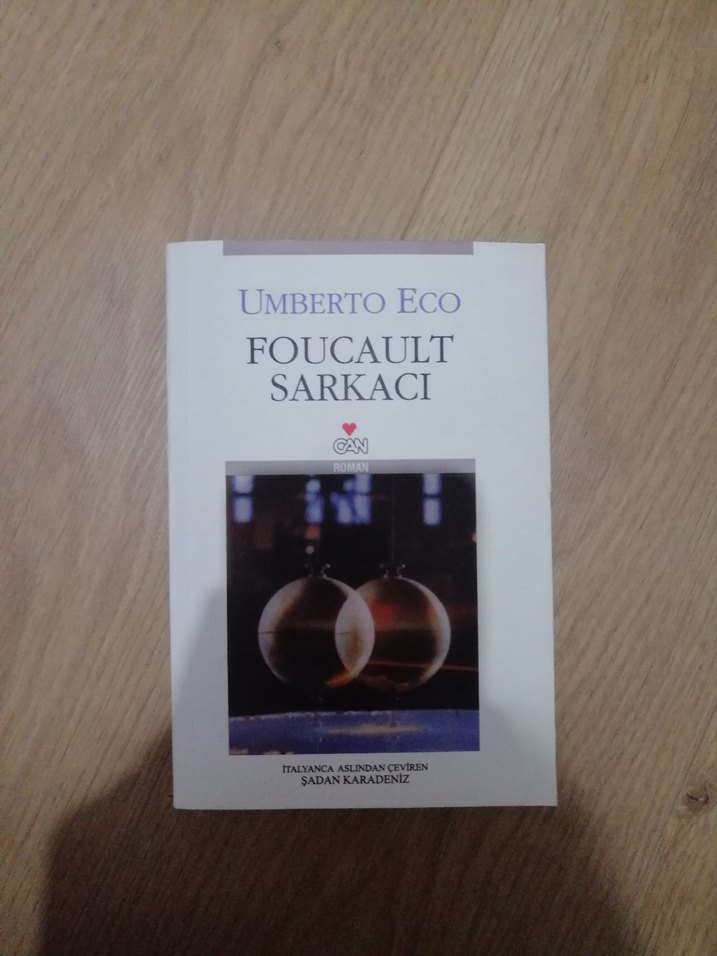 UMBERTO ECO
FOUCAULT
SARKACI
CAN
ROMAN
İTALYANCA ASLINDAN ÇEVİREN
ŞADAN KARADENİZ